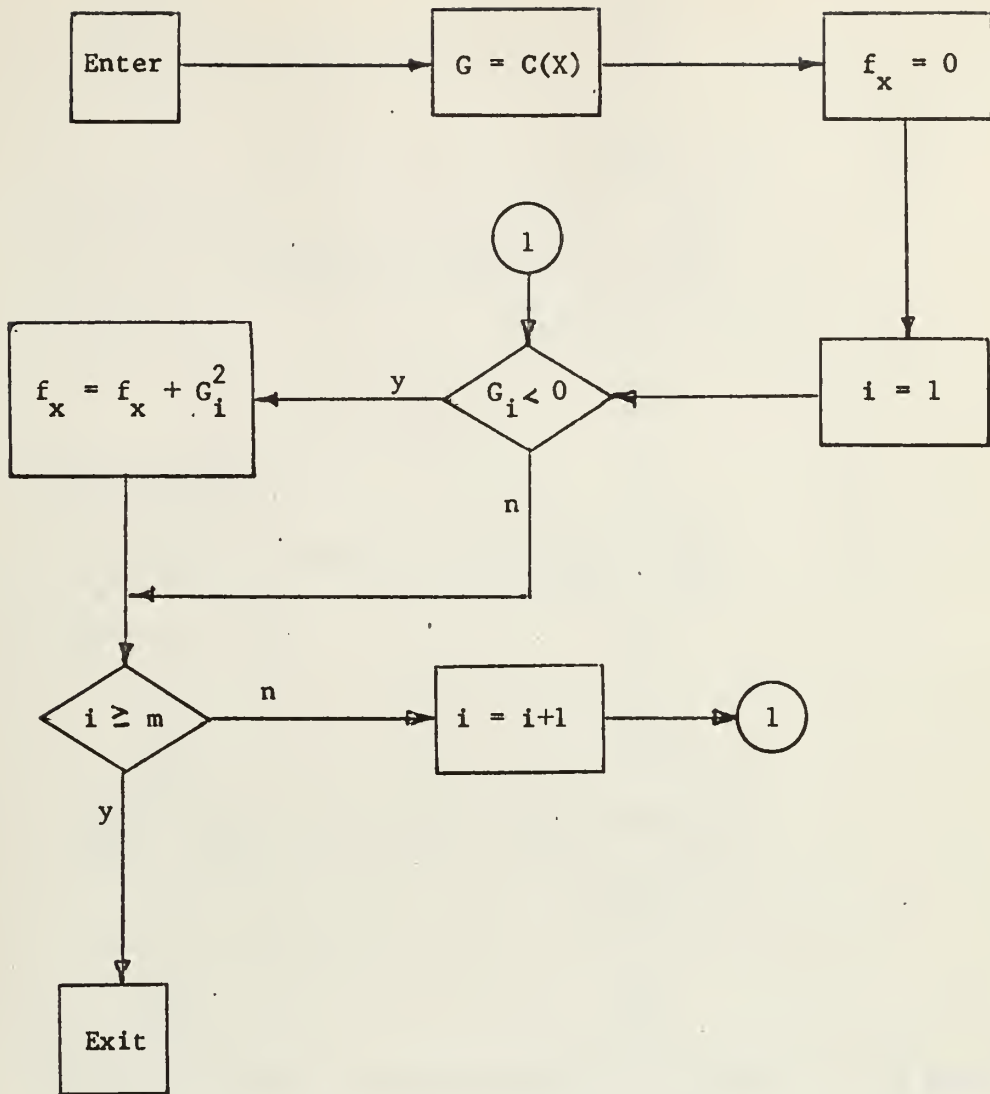 Enter
G = C(X)
f_x = 0
1
f_x = f_x + G_i^2
y
G_i < 0
i = 1
n
i ≥ m
n
i = i+1
1
y
Exit